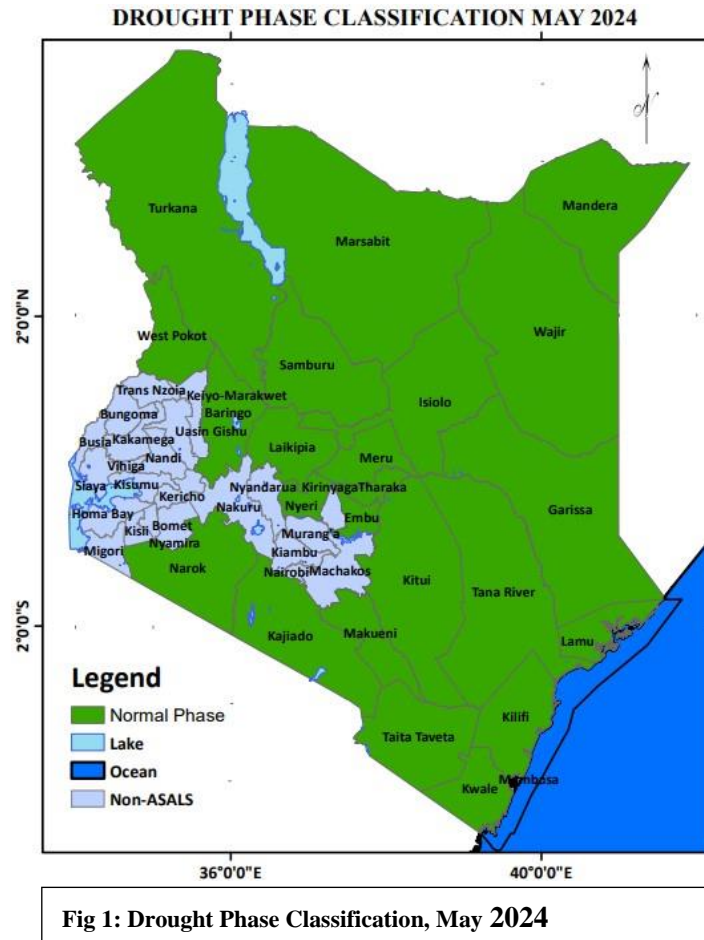 DROUGHT PHASE CLASSIFICATION MAY 2024
N
Turkana
Mandera
Marsabit
2°0'0"N
Wajir
West Pokot
Samburu
Trans Nzoia
Keiyo-Marakwet
Isiolo
Bungoma
Baringo
Uasin Gishu
Busia
Kakamega
Laikipia
Nandi
Meru
Vihiga
Siaya
Kisumu
Nyandarua
Kirinyaga
Tharaka
Kericho
Nakuru
Nyeri
Garissa
Homa Bay
Embu
Kisii
Bomet
Murang'a
Nyamira
Migori
Kiambu
Narok
Nairobi
Machakos
Kitui
Tana River
2°0'0"S
Kajiado
Makueni
Lamu
Legend
Normal Phase
Lake
Ocean
Non-ASALS
Kilifi
Taita Taveta
Mombasa
Kwale
36°0'0"E
40°0'0"E
Fig 1: Drought Phase Classification, May 2024